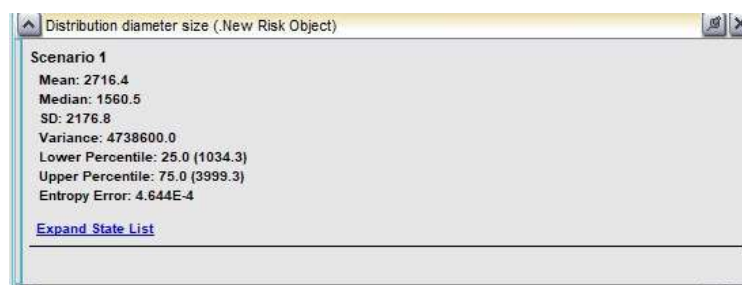 Distribution diameter size (.New Risk Object)
Scenario 1
Mean: 2716.4
Median: 1560.5
SD: 2176.8
Variance: 4738600.0
Lower Percentile: 25.0 (1034.3)
Upper Percentile: 75.0 (3999.3)
Entropy Error: 4.644E-4
Expand State List